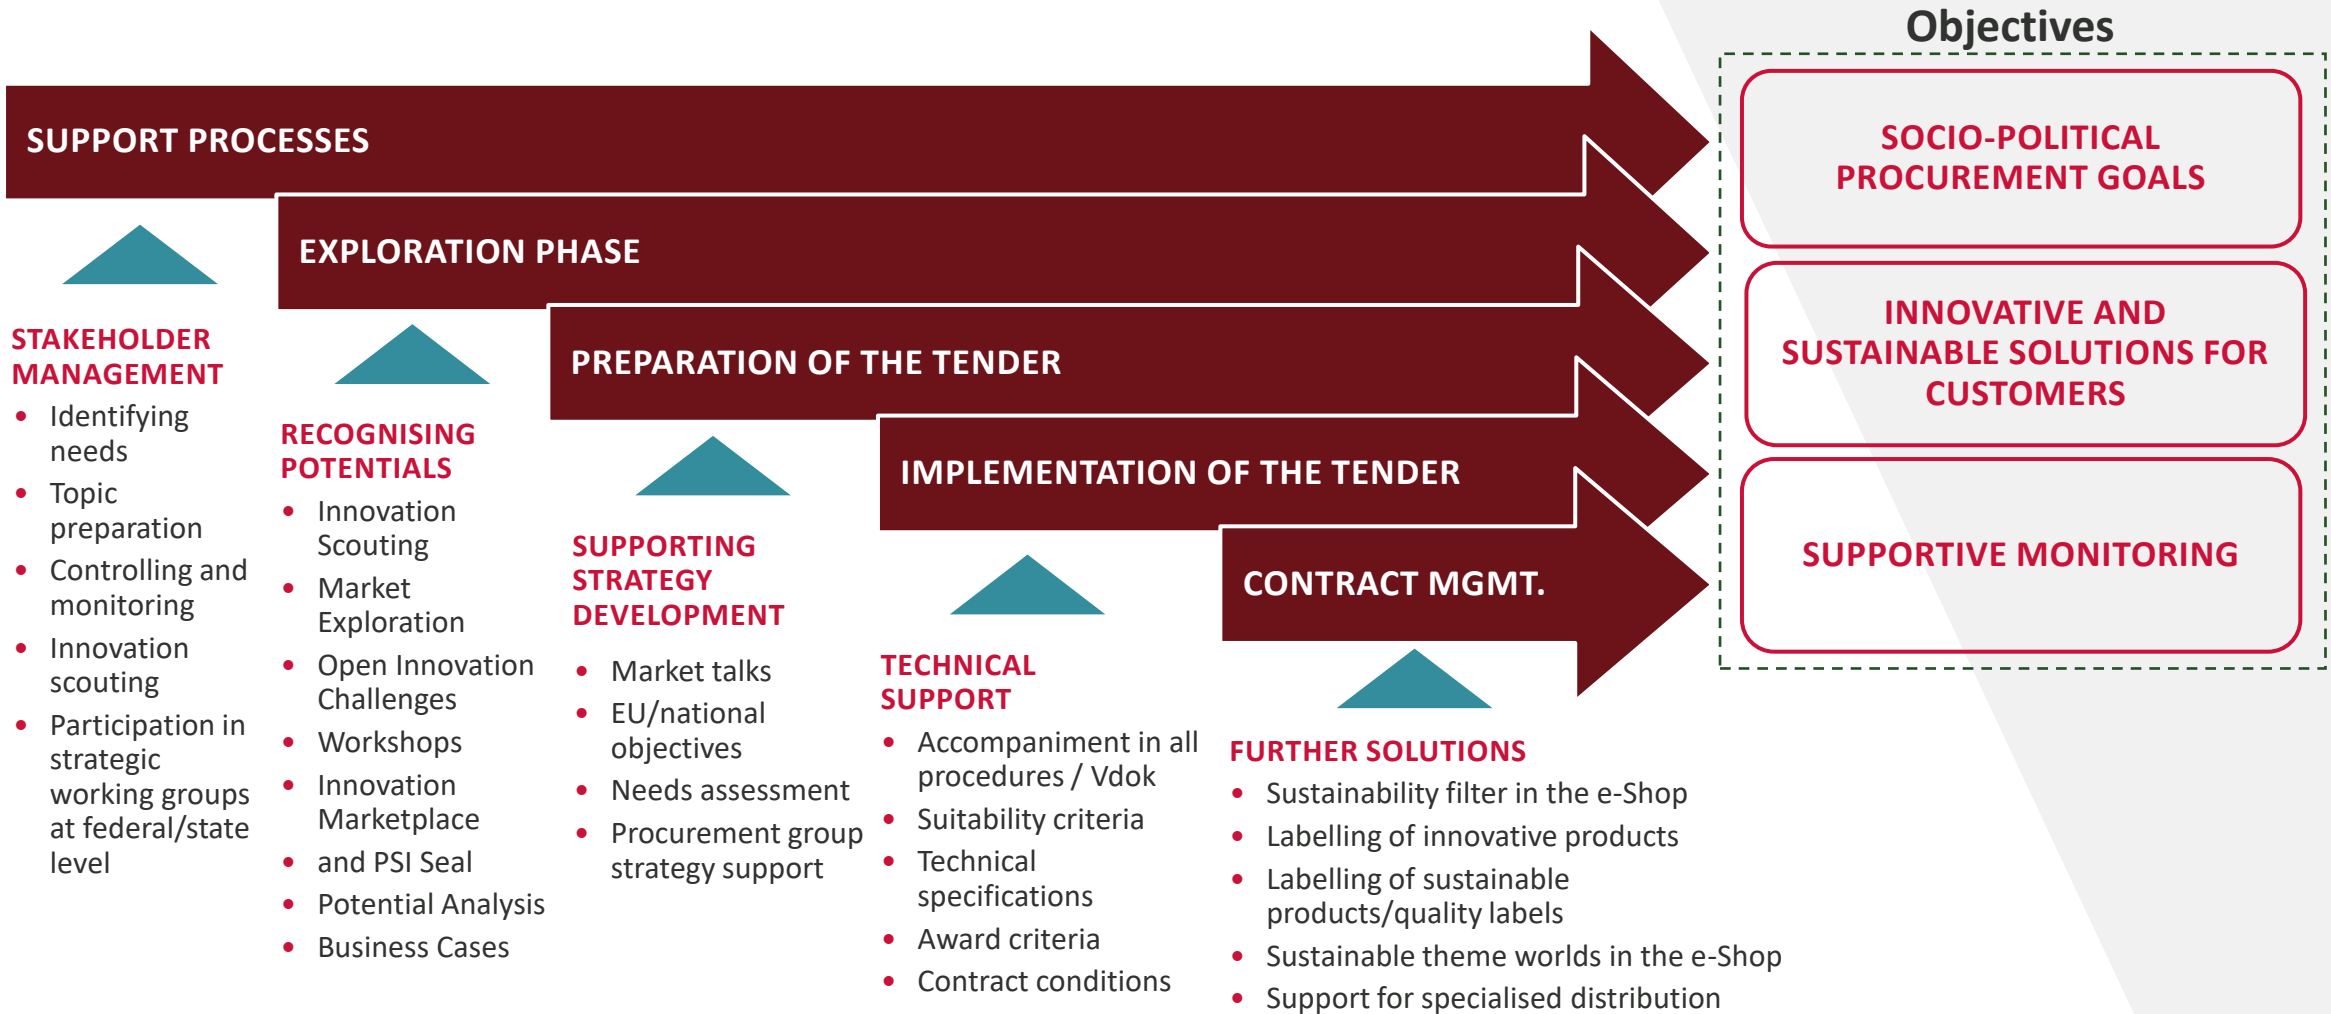 Objectives
SUPPORT PROCESSES
EXPLORATION PHASE
PREPARATION OF THE TENDER
IMPLEMENTATION OF THE TENDER
CONTRACT MGMT.
SOCIO-POLITICAL
PROCUREMENT GOALS
INNOVATIVE AND
SUSTAINABLE SOLUTIONS FOR
CUSTOMERS
SUPPORTIVE MONITORING
STAKEHOLDER
MANAGEMENT
• Identifying
needs
• Topic
preparation
• Controlling and
monitoring
• Innovation
scouting
• Participation in
strategic
working groups
at federal/state
level
RECOGNISING
POTENTIALS
• Innovation
Scouting
• Market
Exploration
• Open Innovation
Challenges
• Workshops
• Innovation
Marketplace
• and PSI Seal
• Potential Analysis
• Business Cases
SUPPORTING
STRATEGY
DEVELOPMENT
• Market talks
• EU/national
objectives
• Needs assessment
• Procurement group
strategy support
TECHNICAL
SUPPORT
• Accompaniment in all
procedures / Vdok
• Suitability criteria
• Technical
specifications
• Award criteria
• Contract conditions
FURTHER SOLUTIONS
• Sustainability filter in the e-Shop
• Labelling of innovative products
• Labelling of sustainable
products/quality labels
• Sustainable theme worlds in the e-Shop
• Support for specialised distribution